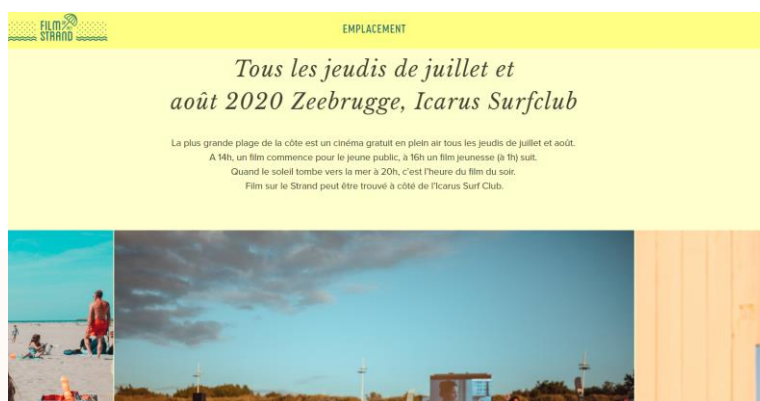 FILM
STRAND
EMPLACEMENT
Tous les jeudis de juillet et
août 2020 Zeebrugge, Icarus Surfclub
La plus grande plage de la côte est un cinéma gratuit en plein air tous les jeudis de juillet et août.
A 14h, un film commence pour le jeune public, à 16h un film jeunesse (à 1h) suit.
Quand le soleil tombe vers la mer à 20h, c'est l'heure du film du soir.
Film sur le Strand peut être trouvé à côté de l'Icarus Surf Club.